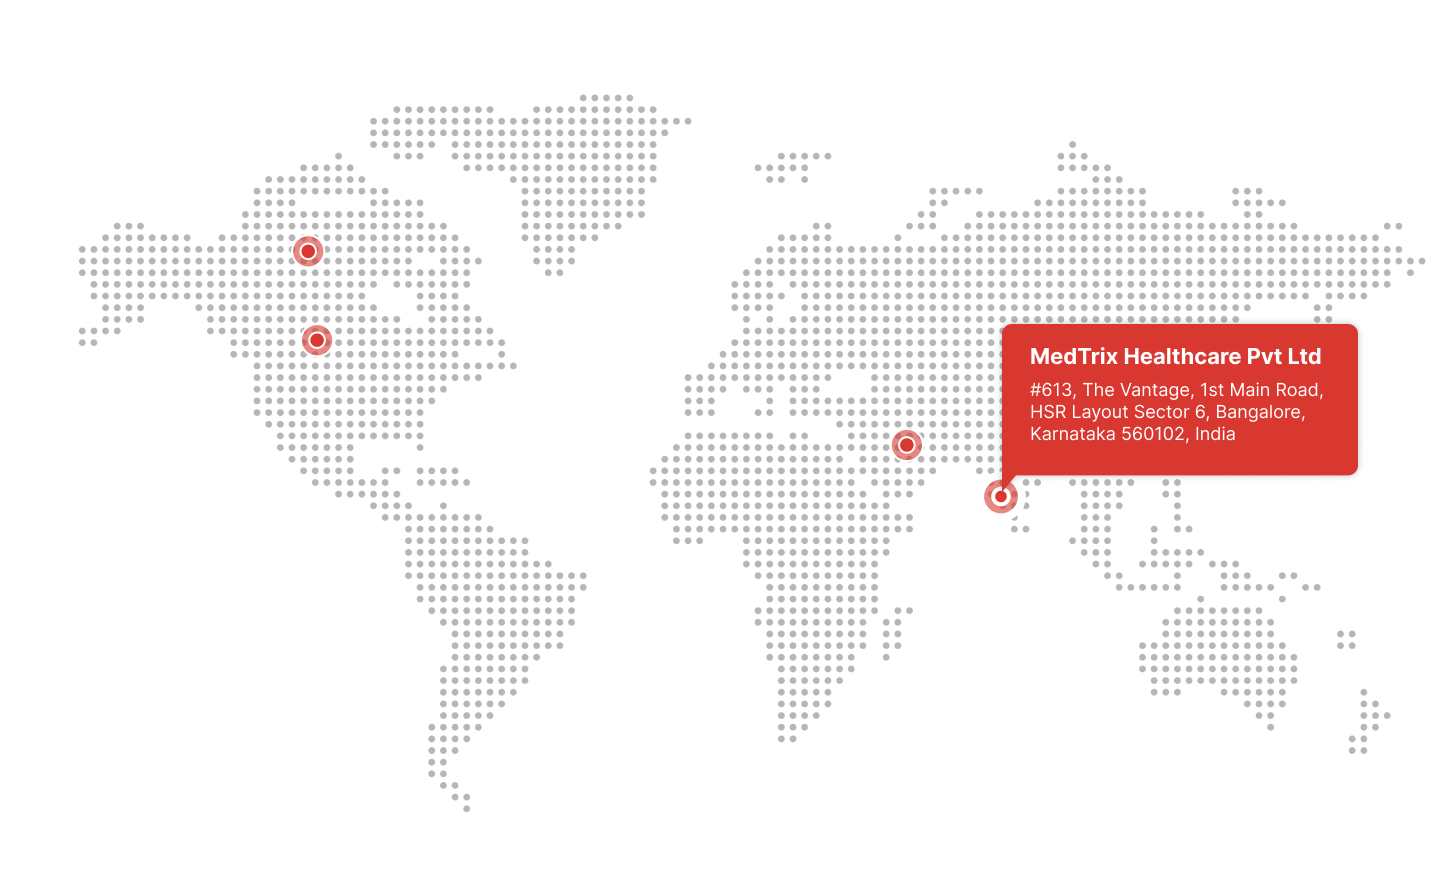 MedTrix Healthcare Pvt Ltd
#613, The Vantage, 1st Main Road,
HSR Layout Sector 6, Bangalore,
Karnataka 560102, India